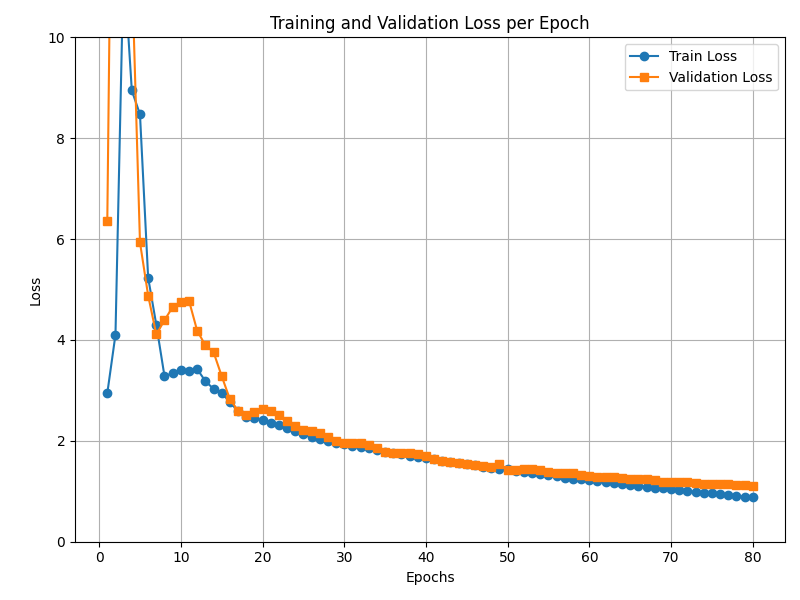 Training and Validation Loss per Epoch
Train Loss
Validation Loss
Loss
10
8
6
4
2
0
0 10 20 30 40 50 60 70 80
Epochs